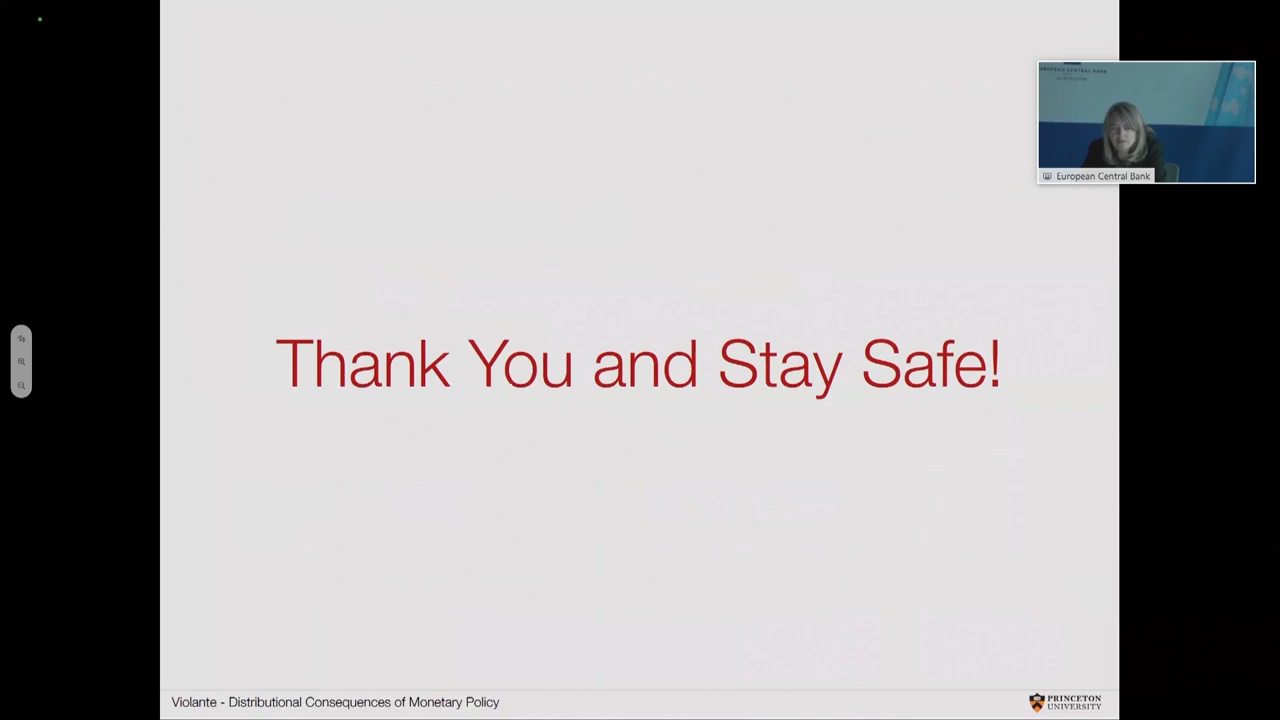 European Central Bank
Thank You and Stay Safe!
Violante - Distributional Consequences of Monetary Policy
PRINCETON
UNIVERSITY